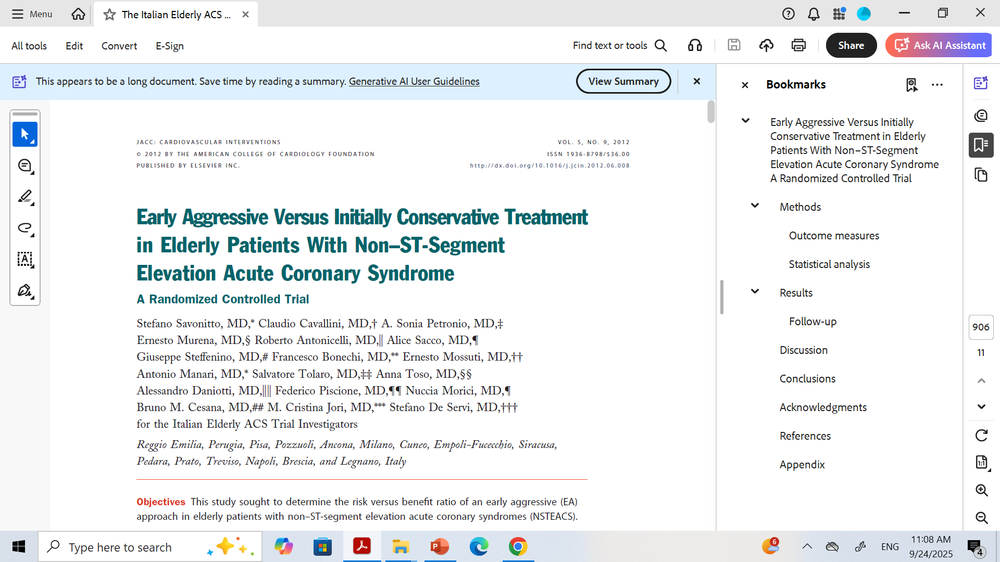 Menu
The Italian Elderly ACS ...
All tools
Edit
Convert
E-Sign
Find text or tools
Share
Ask AI Assistant
This appears to be a long document. Save time by reading a summary. Generative AI User Guidelines
View Summary
JACC: CARDIOVASCULAR INTERVENTIONS
© 2012 BY THE AMERICAN COLLEGE OF CARDIOLOGY FOUNDATION
PUBLISHED BY ELSEVIER INC.
VOL. 5, NO. 9, 2012
ISSN 1936-8798/$36.00
http://dx.doi.org/10.1016/j.jcin.2012.06.008
Early Aggressive Versus Initially Conservative Treatment
in Elderly Patients With Non–ST-Segment
Elevation Acute Coronary Syndrome
A Randomized Controlled Trial
Stefano Savonitto, MD,* Claudio Cavallini, MD,† A. Sonia Petronio, MD,‡
Ernesto Murena, MD,§ Roberto Antonicelli, MD,‖ Alice Sacco, MD,¶
Giuseppe Steffenino, MD,# Francesco Bonechi, MD,** Ernesto Mossuti, MD,††
Antonio Manari, MD,* Salvatore Tolaro, MD,‡‡ Anna Toso, MD,§§
Alessandro Daniotti, MD,‖‖ Federico Piscione, MD,¶¶ Nuccia Morici, MD,¶
Bruno M. Cesana, MD,## M. Cristina Jori, MD,*** Stefano De Servi, MD,†††
for the Italian Elderly ACS Trial Investigators
Reggio Emilia, Perugia, Pisa, Pozzuoli, Ancona, Milano, Cuneo, Empoli-Fucecchio, Siracusa,
Pedara, Prato, Treviso, Napoli, Brescia, and Legnano, Italy
Objectives This study sought to determine the risk versus benefit ratio of an early aggressive (EA)
approach in elderly patients with non–ST-segment elevation acute coronary syndromes (NSTEACS).
Bookmarks
Early Aggressive Versus Initially
Conservative Treatment in Elderly
Patients With Non–ST-Segment
Elevation Acute Coronary Syndrome
A Randomized Controlled Trial
Methods
Outcome measures
Statistical analysis
Results
Follow-up
Discussion
Conclusions
Acknowledgments
References
Appendix
906
11
1:1
Type here to search
6
ENG
11:08 AM
9/24/2025
4